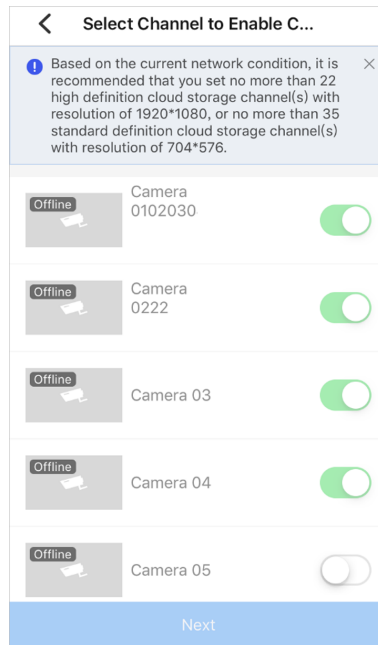 Select Channel to Enable C...
Based on the current network condition, it is
recommended that you set no more than 22
high definition cloud storage channel(s) with
resolution of 1920*1080, or no more than 35
standard definition cloud storage channel(s)
with resolution of 704*576.
Offline
Camera
0102030
Offline
Camera
0222
Offline
Camera 03
Offline
Camera 04
Offline
Camera 05
Next